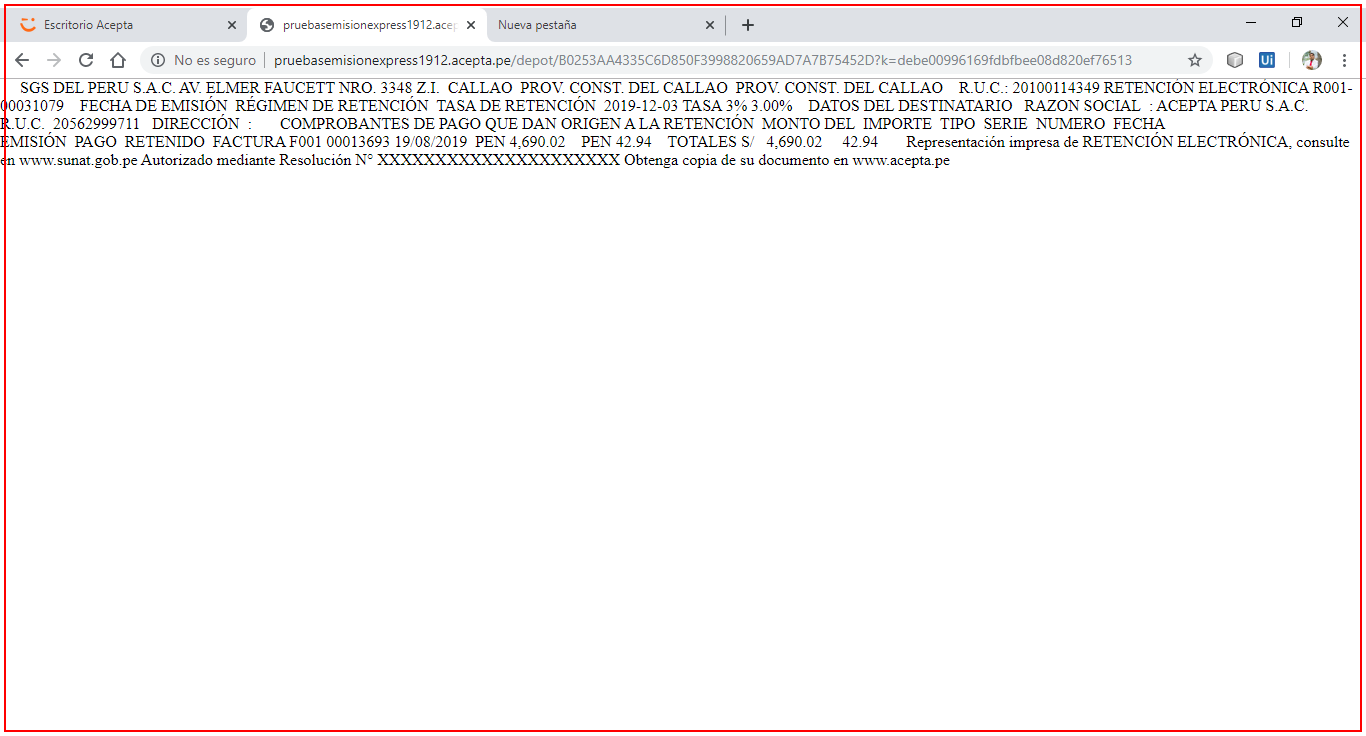 Escritorio Acepta
pruebasemisionexpress1912.acep
Nueva pestaña
No es seguro | pruebasemisionexpress1912.acepta.pe/depot/B0253AA4335C6D850F3998820659AD7A7B75452D?k=debe00996169fdbfbee08d820ef76513
Ui
SGS DEL PERU S.A.C. AV. ELMER FAUCETT NRO. 3348 Z.I. CALLAO PROV. CONST. DEL CALLAO PROV. CONST. DEL CALLAO R.U.C.: 20100114349 RETENCIÓN ELECTRÓNICA R001-
00031079 FECHA DE EMISIÓN RÉGIMEN DE RETENCIÓN TASA DE RETENCIÓN 2019-12-03 TASA 3% 3.00% DATOS DEL DESTINATARIO RAZON SOCIAL : ACEPTA PERU S.A.C.
R.U.C. 20562999711 DIRECCIÓN : COMPROBANTES DE PAGO QUE DAN ORIGEN A LA RETENCIÓN MONTO DEL IMPORTE TIPO SERIE NUMERO FECHA
EMISIÓN PAGO RETENIDO FACTURA F001 00013693 19/08/2019 PEN 4,690.02 PEN 42.94 TOTALES S/ 4,690.02 42.94 Representación impresa de RETENCIÓN ELECTRÓNICA, consulte
en www.sunat.gob.pe Autorizado mediante Resolución N° XXXXXXXXXXXXXXXXXXXXX Obtenga copia de su documento en www.acepta.pe